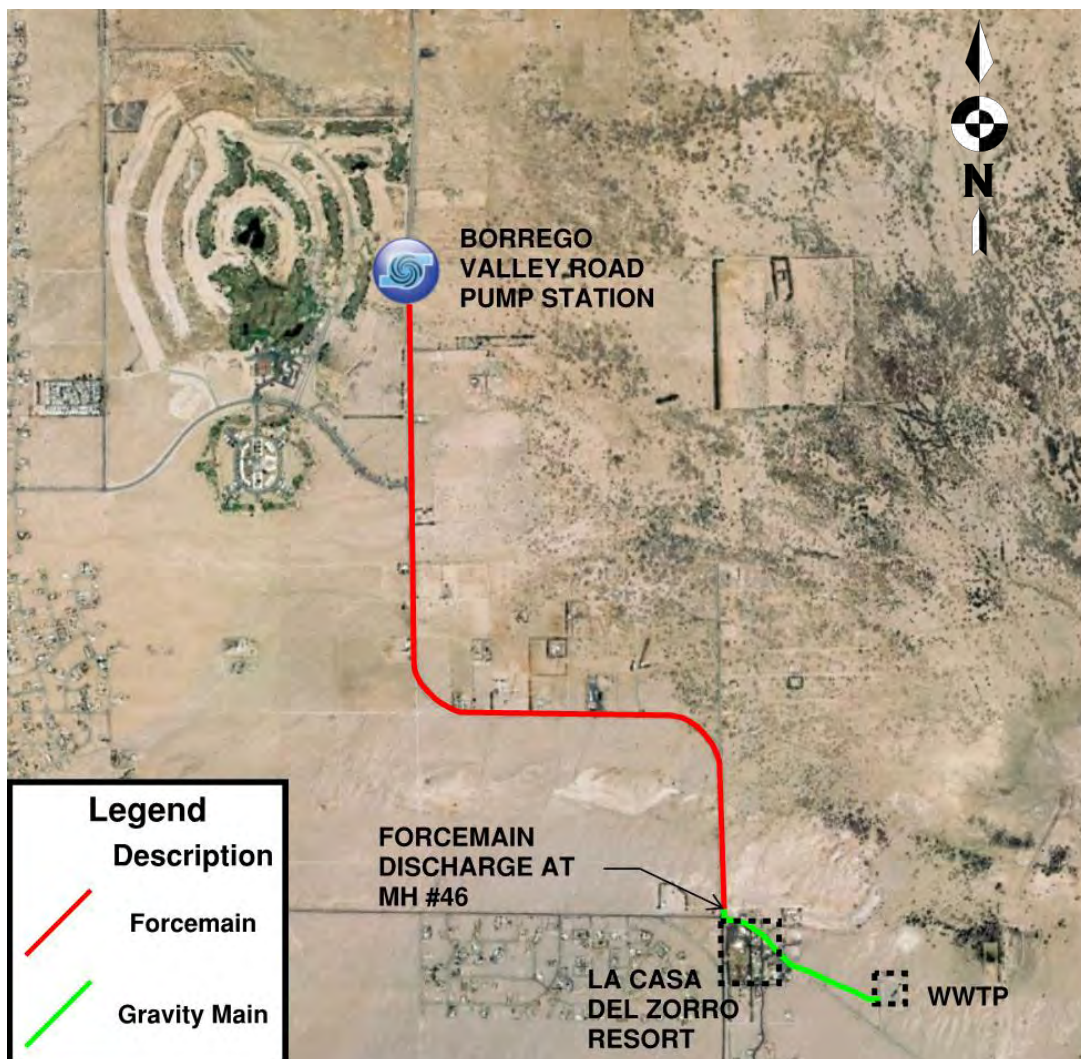 N
BORREGO
VALLEY ROAD
PUMP STATION
FORCEMAIN
DISCHARGE AT
MH #46
LA CASA
DEL ZORRO
RESORT
WWTP
Legend
Description
Forcemain
Gravity Main